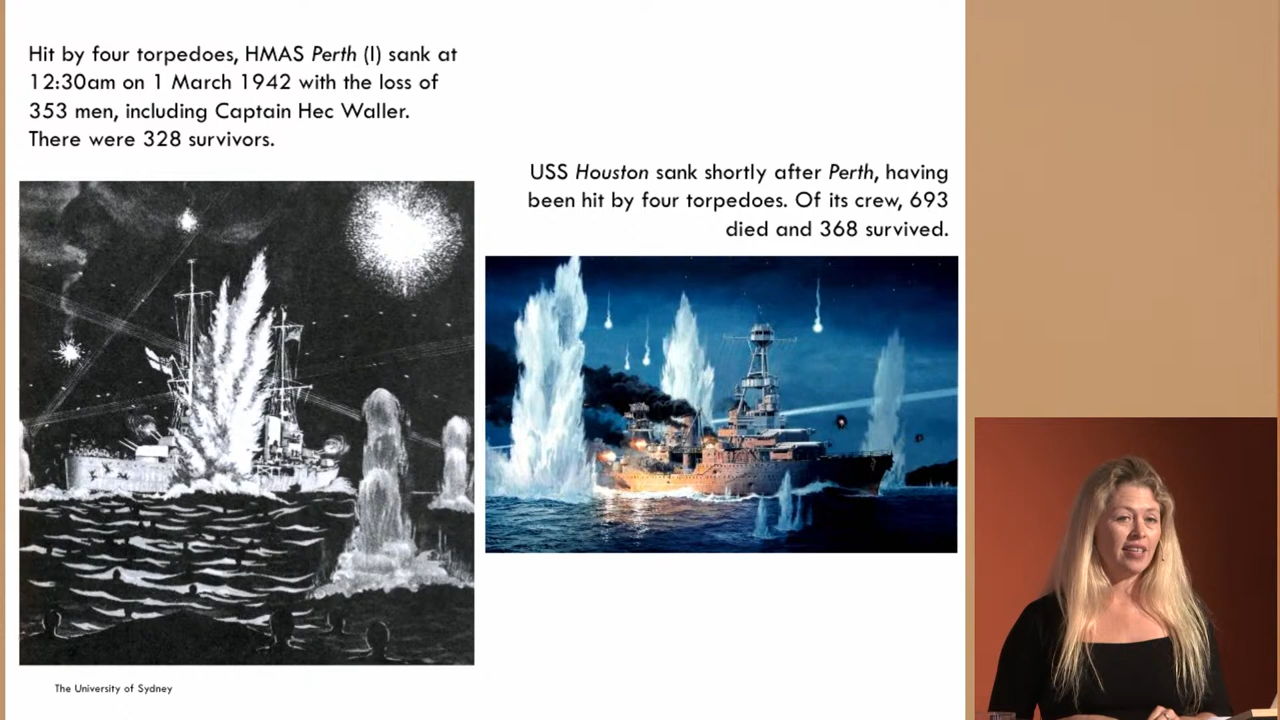 Hit by four torpedoes, HMAS Perth (I) sank at
12:30am on 1 March 1942 with the loss of
353 men, including Captain Hec Waller.
There were 328 survivors.
USS Houston sank shortly after Perth, having
been hit by four torpedoes. Of its crew, 693
died and 368 survived.
The University of Sydney